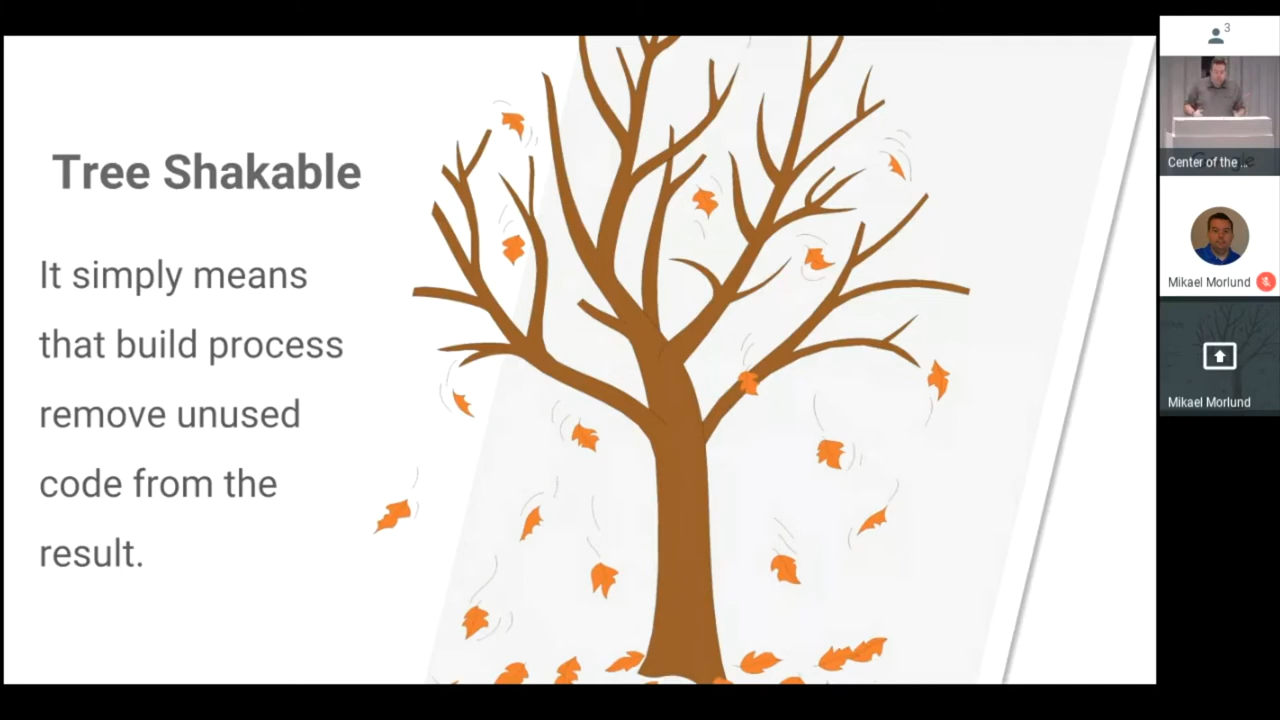 Tree Shakable
It simply means
that build process
remove unused
code from the
result.
3
Center of the ...
Mikael Morlund
Mikael Morlund